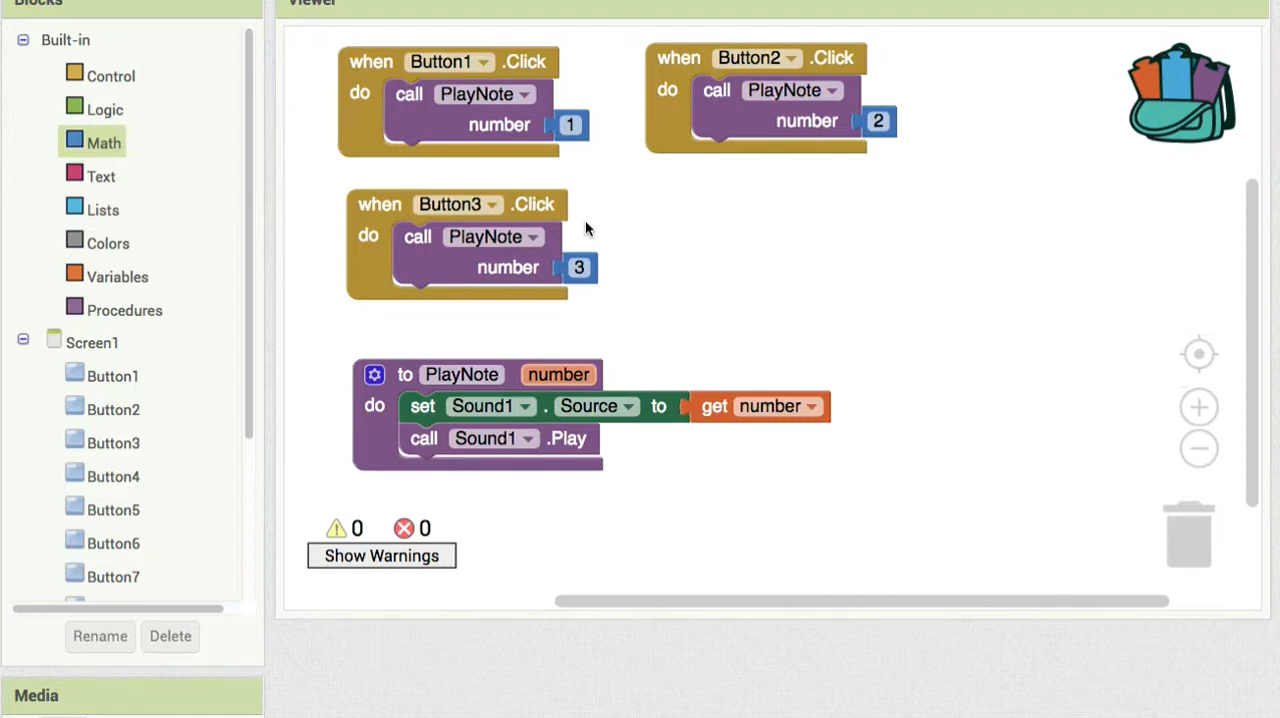 Blocks
Viewer
Built-in
Control
Logic
Math
Text
Lists
Colors
Variables
Procedures
Screen1
Button1
Button2
Button3
Button4
Button5
Button6
Button7
Rename Delete
Media
when Button1 .Click
do call PlayNote
number 1
when Button2 .Click
do call PlayNote
number 2
when Button3 .Click
do call PlayNote
number 3
to PlayNote number
do set Sound1 . Source to get number
call Sound1 .Play
0 0
Show Warnings